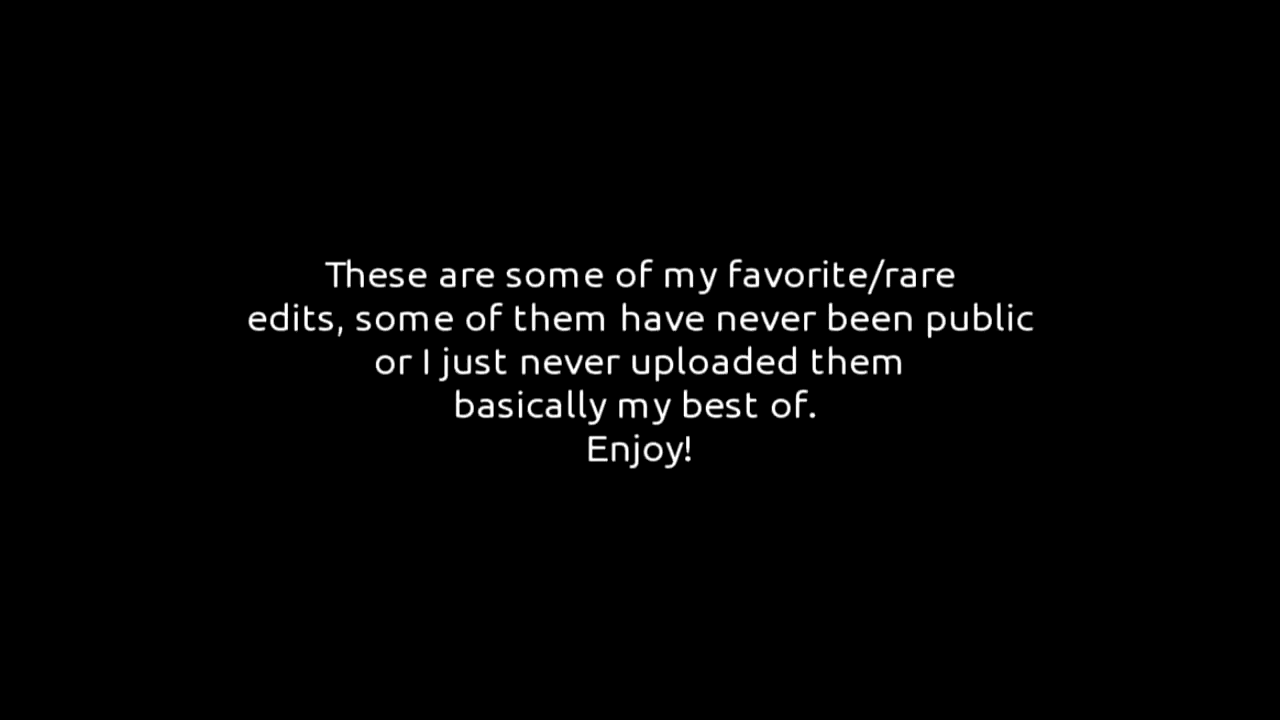 These are some of my favorite/rare
edits, some of them have never been public
or I just never uploaded them
basically my best of.
Enjoy!